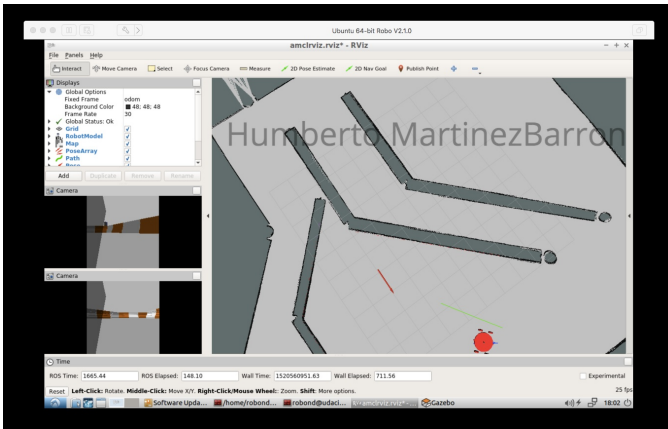 Ubuntu 64-bit Robo V2.1.0
amclrviz.rviz* - RViz
File Panels Help
Interact Move Camera Select Focus Camera Measure 2D Pose Estimate 2D Nav Goal Publish Point
Displays
Global Options
Fixed Frame odom
Background Color 48; 48; 48
Frame Rate 30
Global Status: Ok
Grid
RobotModel
Map
PoseArray
Path
Pose
Add Duplicate Remove Rename
Camera
Camera
Humberto MartinezBarron
Time
ROS Time: 1665.44 ROS Elapsed: 148.10 Wall Time: 1520560951.63 Wall Elapsed: 711.56 Experimental
Reset Left-Click: Rotate. Middle-Click: Move X/Y. Right-Click/Mouse Wheel: Zoom. Shift: More options. 25 fps
Software Upda... /home/robond... robond@udaci... amclrviz.rviz*-... Gazebo 18:02